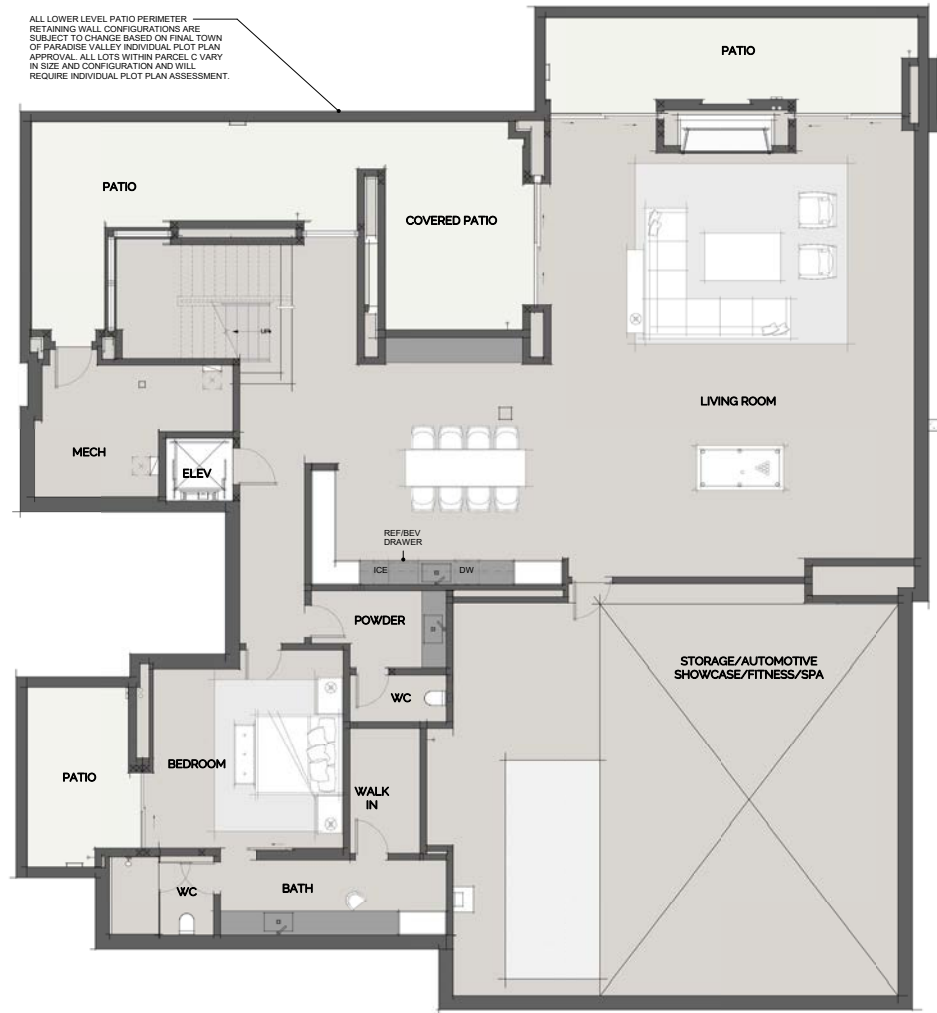 ALL LOWER LEVEL PATIO PERIMETER
RETAINING WALL CONFIGURATIONS ARE
SUBJECT TO CHANGE BASED ON FINAL TOWN
OF PARADISE VALLEY INDIVIDUAL PLOT PLAN
APPROVAL. ALL LOTS WITHIN PARCEL C VARY
IN SIZE AND CONFIGURATION AND WILL
REQUIRE INDIVIDUAL PLOT PLAN ASSESSMENT.
PATIO
PATIO
COVERED PATIO
UP
LIVING ROOM
MECH
ELEV
REF/BEV
DRAWER
ICE
DW
POWDER
STORAGE/AUTOMOTIVE
SHOWCASE/FITNESS/SPA
WC
BEDROOM
PATIO
WALK
IN
WC
BATH